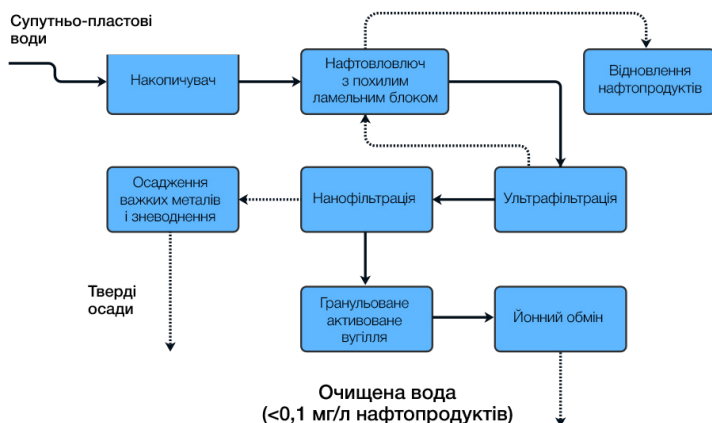 Супутньо-пластові
води
Накопичувач
Нафтовловлюч
з похилим
ламельним блоком
Відновлення
нафтопродуктів
Осадження
важких металів
і зневоднення
Нанофільтрація
Ультрафільтрація
Тверді
осади
Гранульоване
активоване
вугілля
Йонний обмін
Очищена вода
(<0,1 мг/л нафтопродуктів)